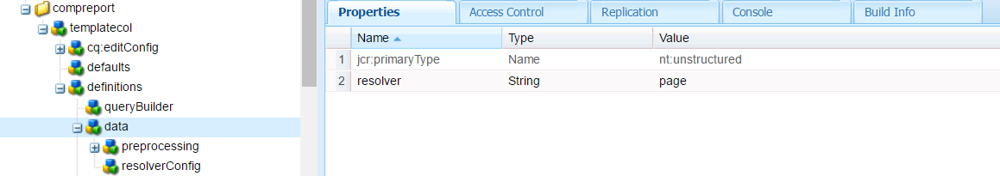 compreport
templatecol
cq:editConfig
defaults
definitions
queryBuilder
data
preprocessing
resolverConfig
Properties Access Control Replication Console Build Info
Name Type Value
1 jcr:primaryType Name nt:unstructured
2 resolver String page